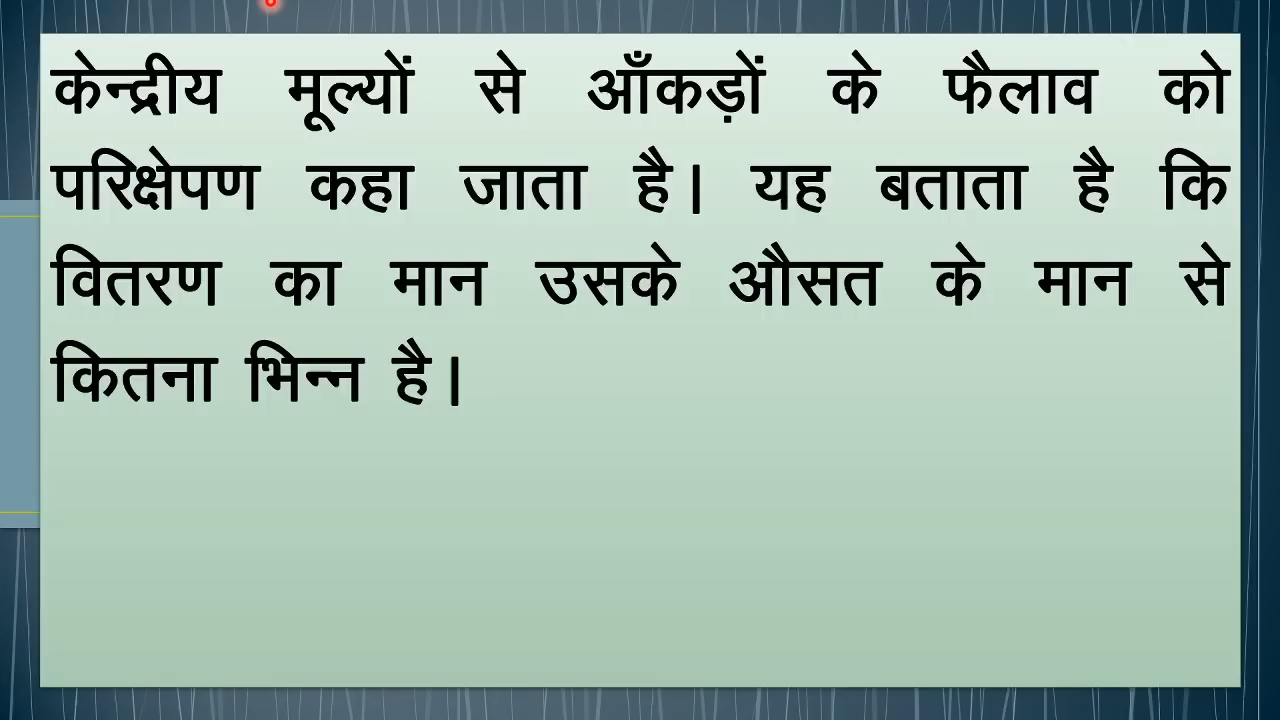 केन्द्रीय मूल्यों से आँकड़ों के फैलाव को
परिक्षेपण कहा जाता है। यह बताता है कि
वितरण का मान उसके औसत के मान से
कितना भिन्न है।